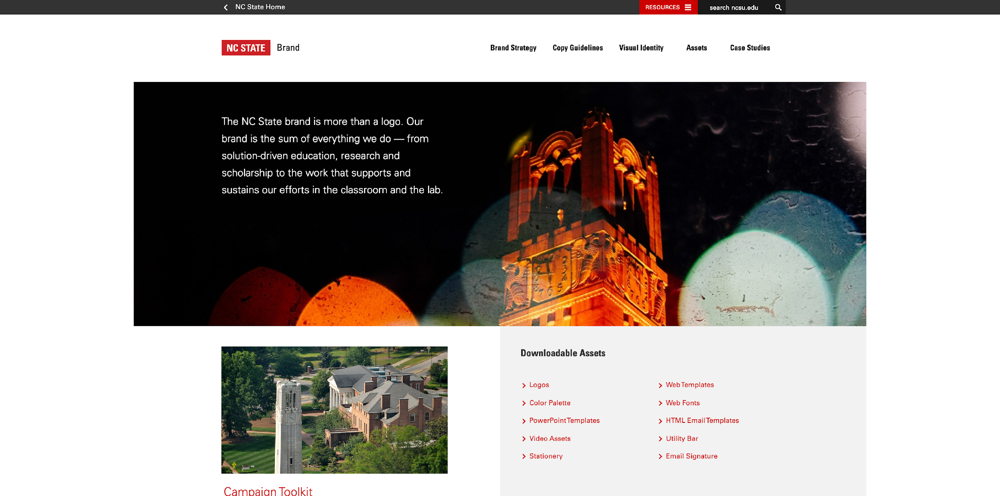 NC State Home
RESOURCES
search ncsu.edu
NC STATE Brand
Brand Strategy
Copy Guidelines
Visual Identity
Assets
Case Studies
The NC State brand is more than a logo. Our
brand is the sum of everything we do — from
solution-driven education, research and
scholarship to the work that supports and
sustains our efforts in the classroom and the lab.
Downloadable Assets
Logos
Color Palette
PowerPoint Templates
Video Assets
Stationery
Web Templates
Web Fonts
HTML Email Templates
Utility Bar
Email Signature
Campaign Toolkit